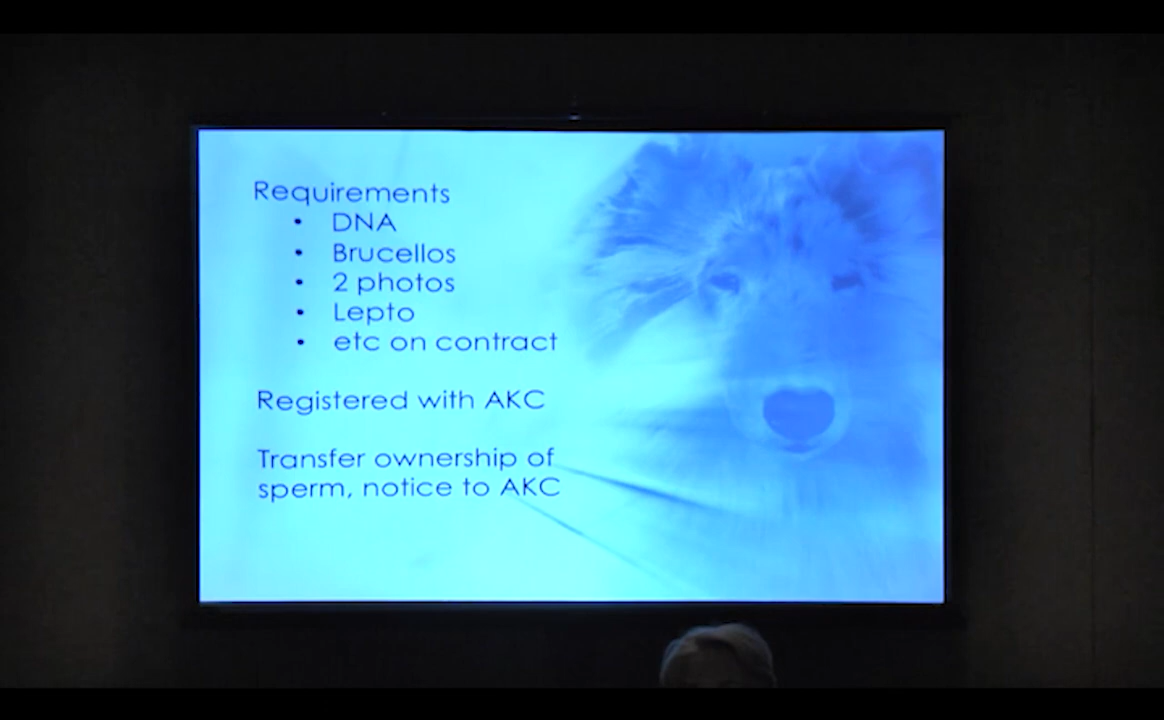 Requirements
• DNA
• Brucellos
• 2 photos
• Lepto
• etc on contract
Registered with AKC
Transfer ownership of
sperm, notice to AKC